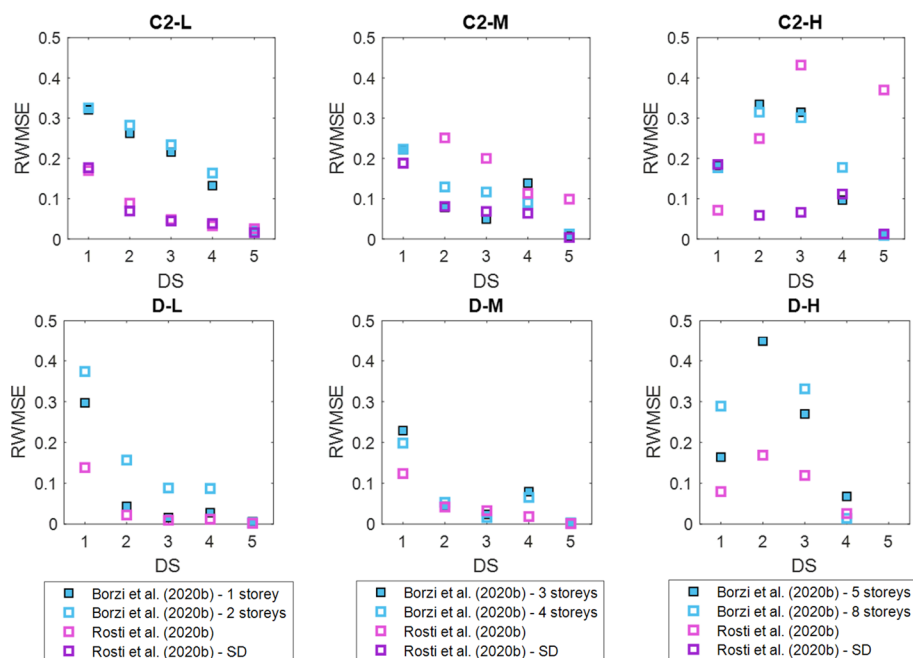 C2-L
C2-M
C2-H
0.5
0.4
0.3
0.2
0.1
0
RWMSE
1 2 3 4 5
DS
0.5
0.4
0.3
0.2
0.1
0
RWMSE
1 2 3 4 5
DS
0.5
0.4
0.3
0.2
0.1
0
RWMSE
1 2 3 4 5
DS
D-L
D-M
D-H
0.5
0.4
0.3
0.2
0.1
0
RWMSE
1 2 3 4 5
DS
0.5
0.4
0.3
0.2
0.1
0
RWMSE
1 2 3 4 5
DS
0.5
0.4
0.3
0.2
0.1
0
RWMSE
1 2 3 4 5
DS
Borzi et al. (2020b) - 1 storey
Borzi et al. (2020b) - 2 storeys
Rosti et al. (2020b)
Rosti et al. (2020b) - SD
Borzi et al. (2020b) - 3 storeys
Borzi et al. (2020b) - 4 storeys
Rosti et al. (2020b)
Rosti et al. (2020b) - SD
Borzi et al. (2020b) - 5 storeys
Borzi et al. (2020b) - 8 storeys
Rosti et al. (2020b)
Rosti et al. (2020b) - SD